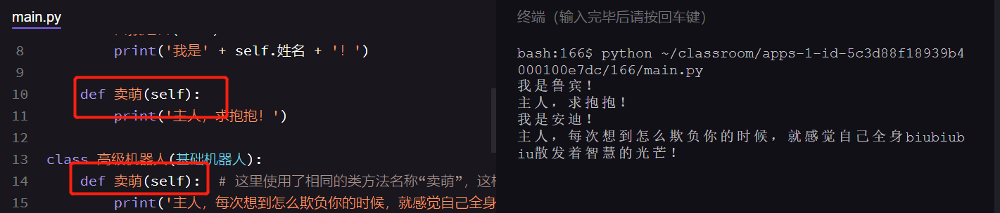 main.py
8 print('我是' + self.姓名 + '！')
9
10 def 卖萌(self):
11 print('主人，求抱抱！')
12
13 class 高级机器人(基础机器人):
14 def 卖萌(self): # 这里使用了相同的类方法名称“卖萌”，这
15 print('主人，每次想到怎么欺负你的时候，就感觉自己全身
终端（输入完毕后请按回车键）
bash:166$ python ~/classroom/apps-1-id-5c3d88f18939b4
000100e7dc/166/main.py
我是鲁宾！
主人，求抱抱！
我是安迪！
主人，每次想到怎么欺负你的时候，就感觉自己全身biubiub
iu散发着智慧的光芒！